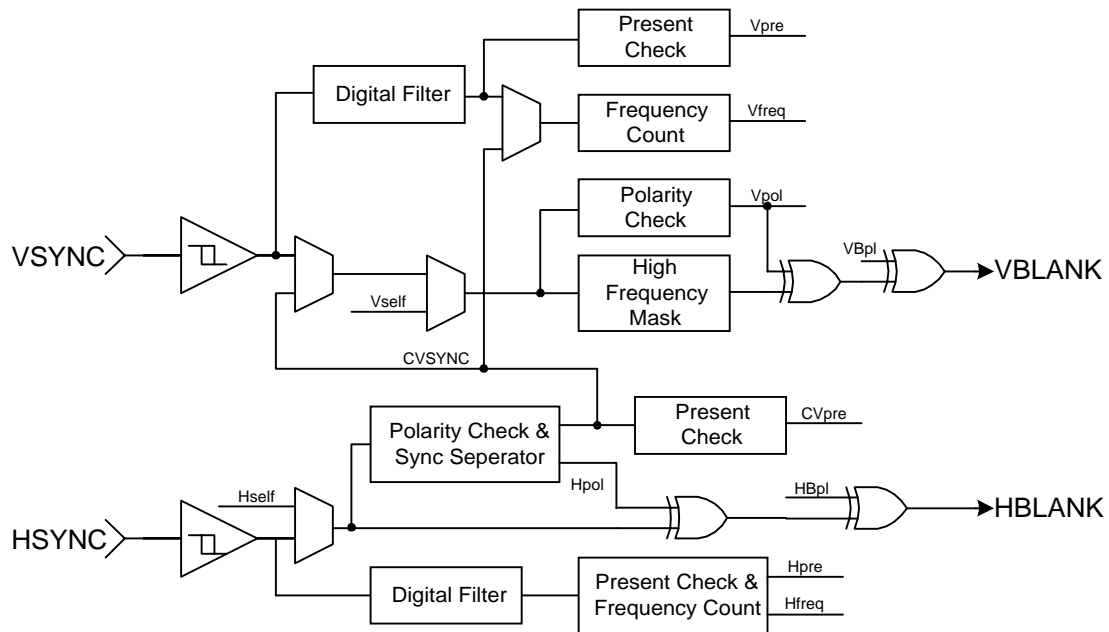 Present
Check
Vpre
Digital Filter
Frequency
Count
Vfreq
Polarity
Check
Vpol
VSYNC
VBpl
VBLANK
High
Frequency
Mask
Vself
CVSYNC
Present
Check
CVpre
Polarity Check &
Sync Seperator
Hpol
Hself
HBpl
HSYNC
HBLANK
Digital Filter
Present Check &
Frequency Count
Hpre
Hfreq